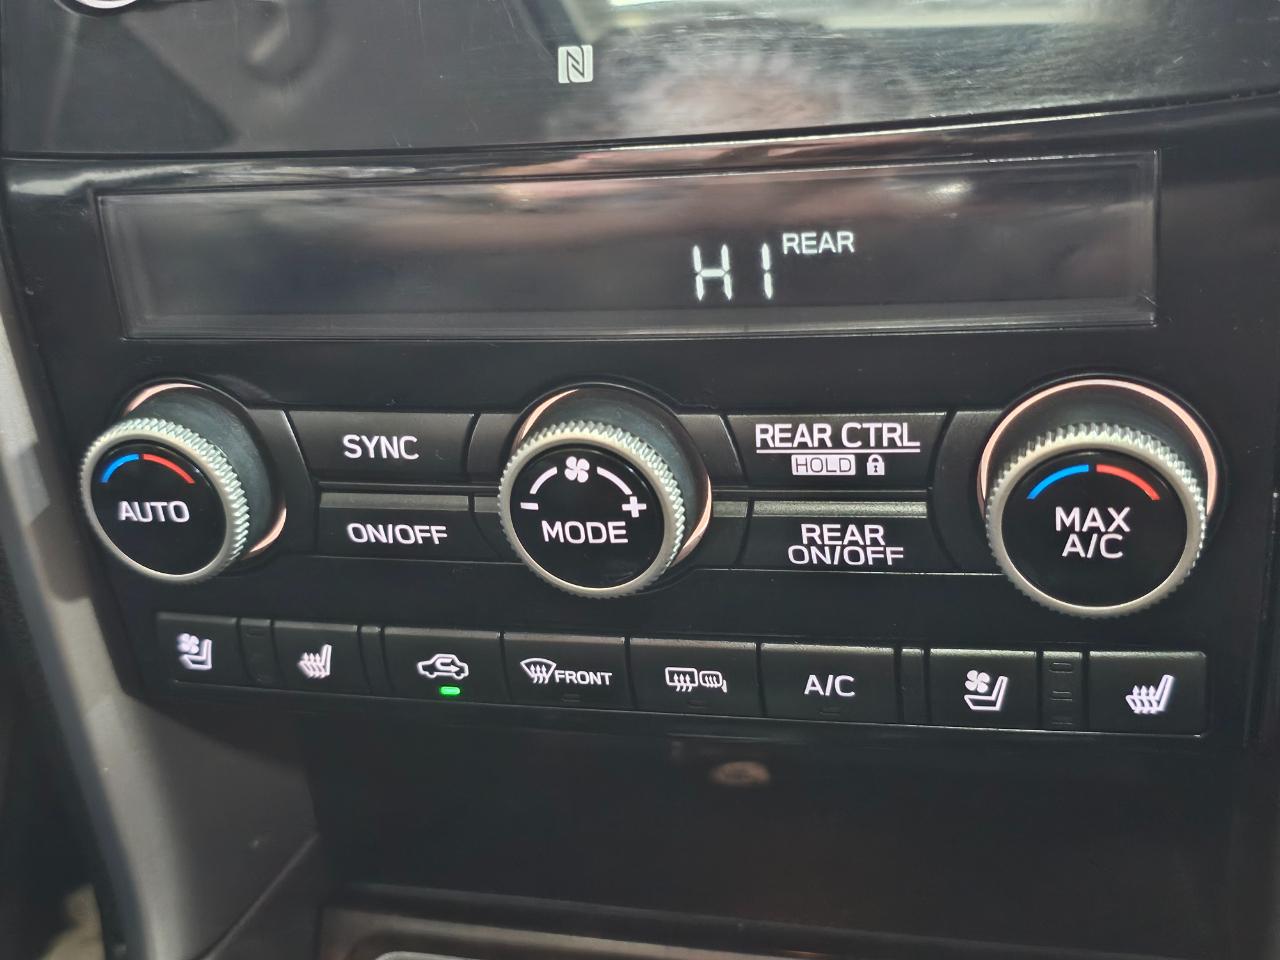 HI REAR
SYNC
REAR CTRL
HOLD
AUTO
- +
MODE
MAX
A/C
ON/OFF
REAR
ON/OFF
FRONT
A/C